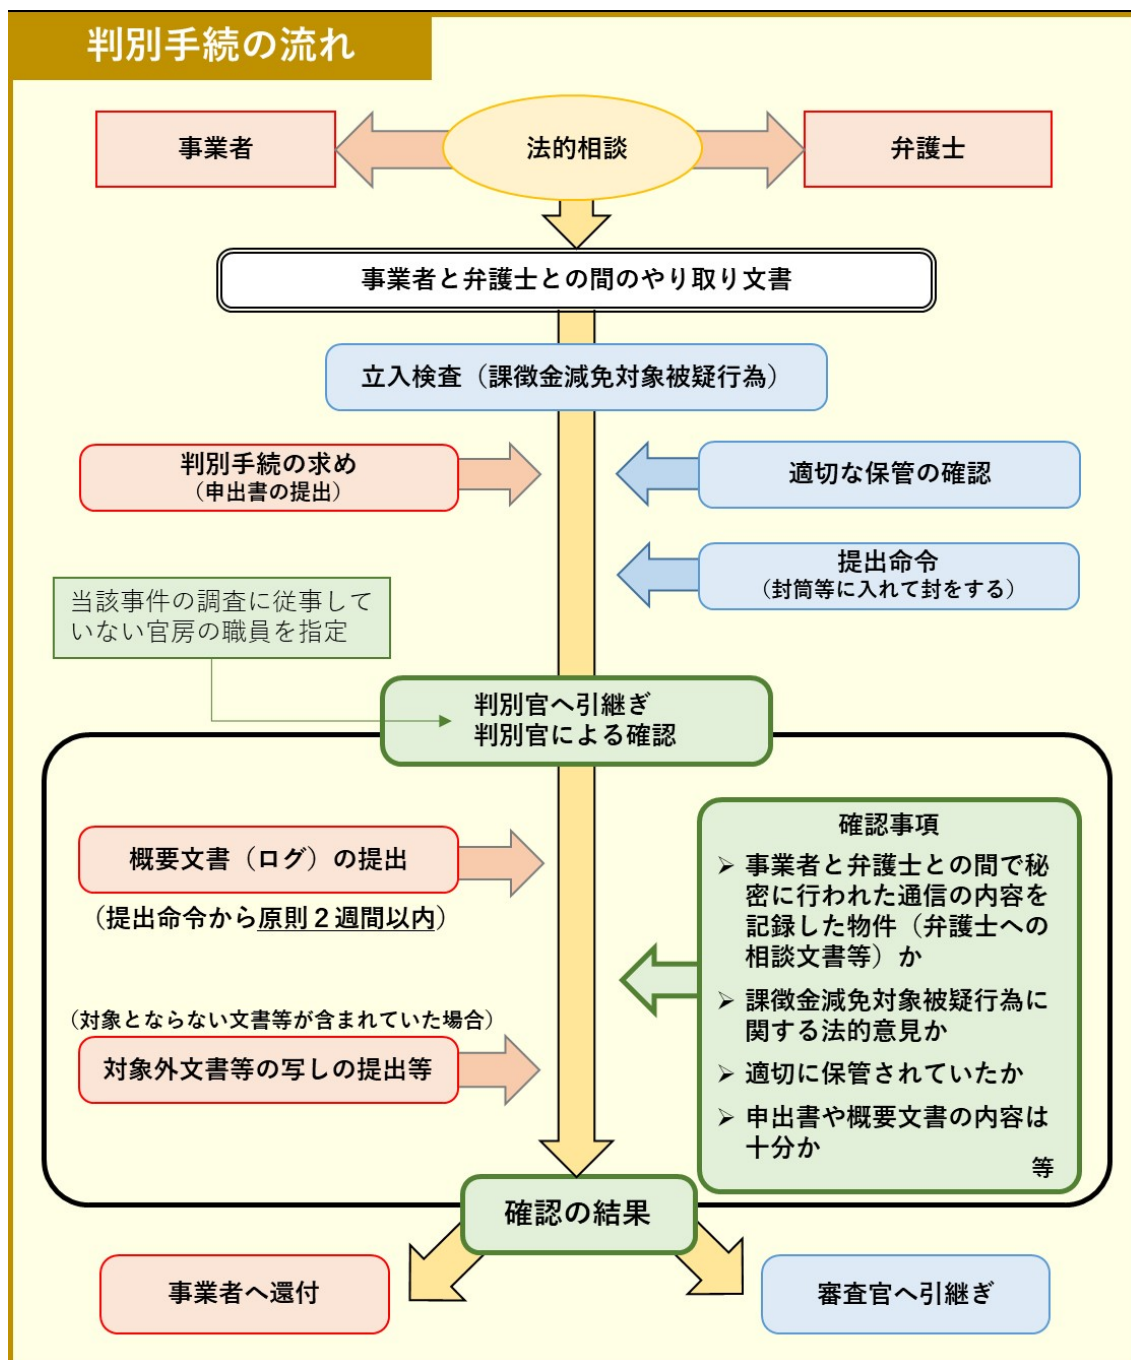 判別手続の流れ
事業者
法的相談
弁護士
事業者と弁護士との間のやり取り文書
立入検査（課徴金減免対象被疑行為）
判別手続の求め
（申出書の提出）
適切な保管の確認
提出命令
（封筒等に入れて封をする）
当該事件の調査に従事して
いない官房の職員を指定
判別官へ引継ぎ
判別官による確認
概要文書（ログ）の提出
（提出命令から原則２週間以内）
（対象とならない文書等が含まれていた場合）
対象外文書等の写しの提出等
確認事項
➢ 事業者と弁護士との間で秘
密に行われた通信の内容を
記録した物件（弁護士への
相談文書等）か
➢ 課徴金減免対象被疑行為に
関する法的意見か
➢ 適切に保管されていたか
➢ 申出書や概要文書の内容は
十分か
等
確認の結果
事業者へ還付
審査官へ引継ぎ